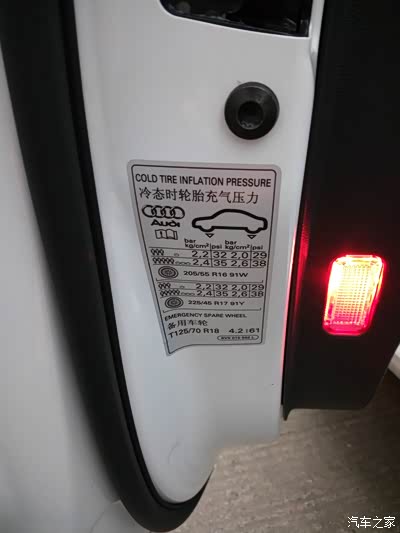 COLD TIRE INFLATION PRESSURE
冷态时轮胎充气压力
Audi
bar kg/cm² psi bar kg/cm² psi
2,2 32 2,0 29
2,4 35 2,6 38
205/55 R16 91W
2,2 32 2,0 29
2,4 35 2,6 38
225/45 R17 91Y
EMERGENCY SPARE WHEEL
备用车轮
T125/70 R18 4.2 61
汽车之家